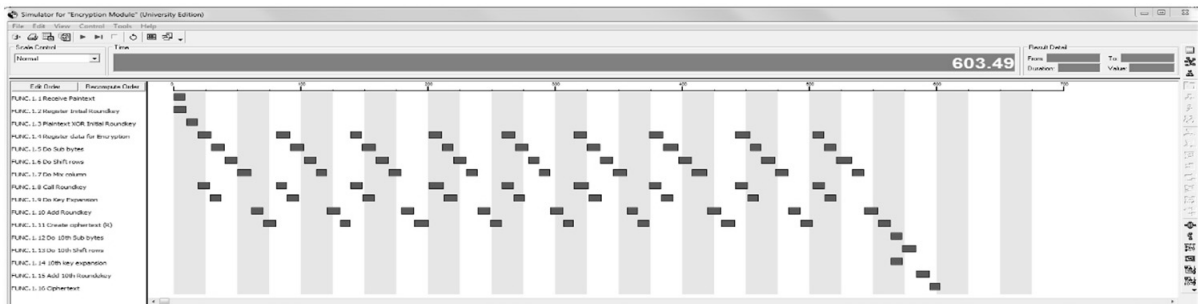 Simulator for "Encryption Module" (University Edition)
File Edit View Control Tools Help
Scale Control
Time
Result Detail
Normal
603.49
From:
To:
Duration:
Value:
Edit Order
Recompute Order
0 100 200 300 400 500 600 700
FUNC.1.1 Receive Paintext
FUNC.1.2 Register Initial Roundkey
FUNC.1.3 Plaintext XOR Initial Roundkey
FUNC.1.4 Register data for Encryption
FUNC.1.5 Do Sub bytes
FUNC.1.6 Do Shift rows
FUNC.1.7 Do Mix column
FUNC.1.8 Call Roundkey
FUNC.1.9 Do Key Expansion
FUNC.1.10 Add Roundkey
FUNC.1.11 Create ciphertext (R)
FUNC.1.12 Do 10th Sub bytes
FUNC.1.13 Do 10th Shift rows
FUNC.1.14 10th key expansion
FUNC.1.15 Add 10th Roundokey
FUNC.1.16 Ciphertext